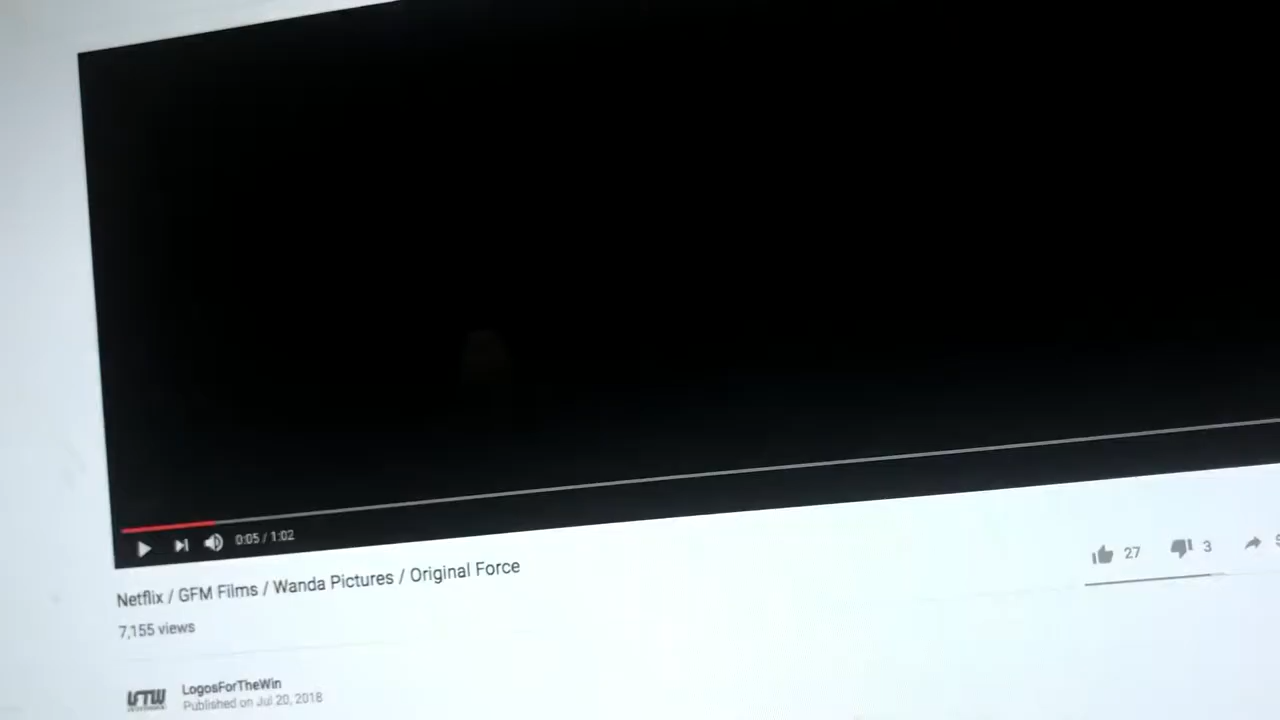 0:05 / 1:02
Netflix / GFM Films / Wanda Pictures / Original Force
27
3
7,155 views
LFTW
LogosForTheWin
Published on Jul 20, 2018